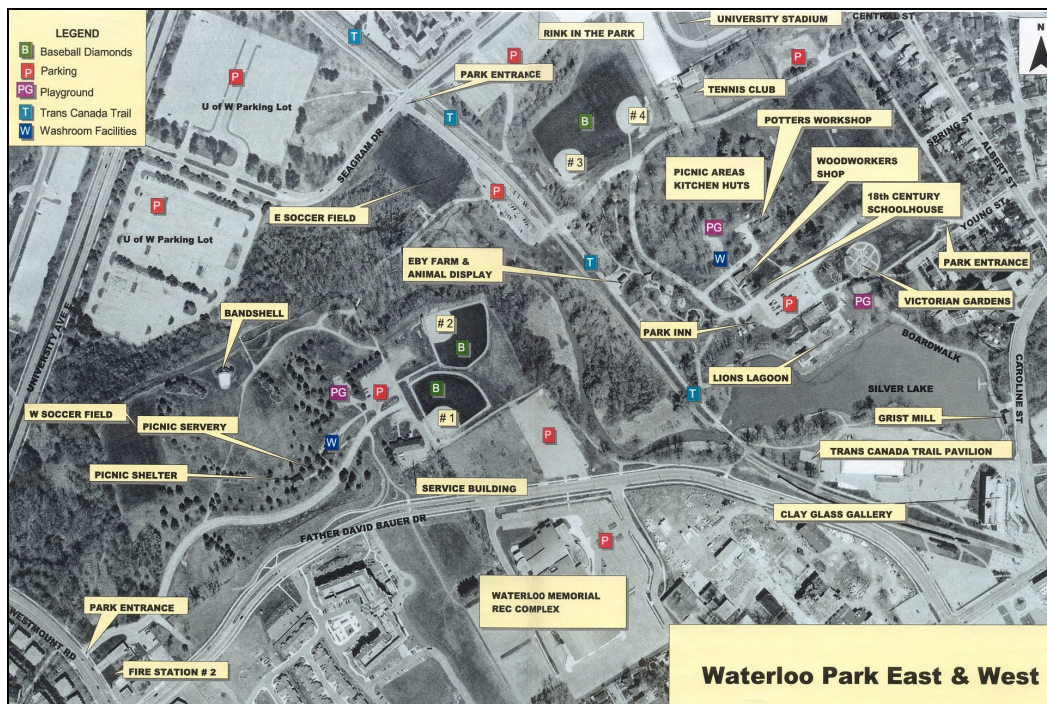 LEGEND
B Baseball Diamonds
P Parking
PG Playground
T Trans Canada Trail
W Washroom Facilities
T
RINK IN THE PARK
UNIVERSITY STADIUM
CENTRAL ST
N
P
P
P
PARK ENTRANCE
TENNIS CLUB
U of W Parking Lot
T
B
# 4
# 3
POTTERS WORKSHOP
SPRING ST
ALBERT ST
SEAGRAM DR
PICNIC AREAS
KITCHEN HUTS
WOODWORKERS
SHOP
18th CENTURY
SCHOOLHOUSE
YOUNG ST
P
P
E SOCCER FIELD
U of W Parking Lot
PG
W
T
EBY FARM &
ANIMAL DISPLAY
PARK ENTRANCE
VICTORIAN GARDENS
P
PG
BANDSHELL
# 2
B
PARK INN
BOARDWALK
UNIVERSITY AVE E
CAROLINE ST
LIONS LAGOON
SILVER LAKE
PG
P
B
# 1
T
W SOCCER FIELD
PICNIC SERVERY
W
P
GRIST MILL
TRANS CANADA TRAIL PAVILION
PICNIC SHELTER
SERVICE BUILDING
CLAY GLASS GALLERY
FATHER DAVID BAUER DR
P
WATERLOO MEMORIAL
REC COMPLEX
PARK ENTRANCE
WESTMOUNT RD
FIRE STATION # 2
Waterloo Park East & West